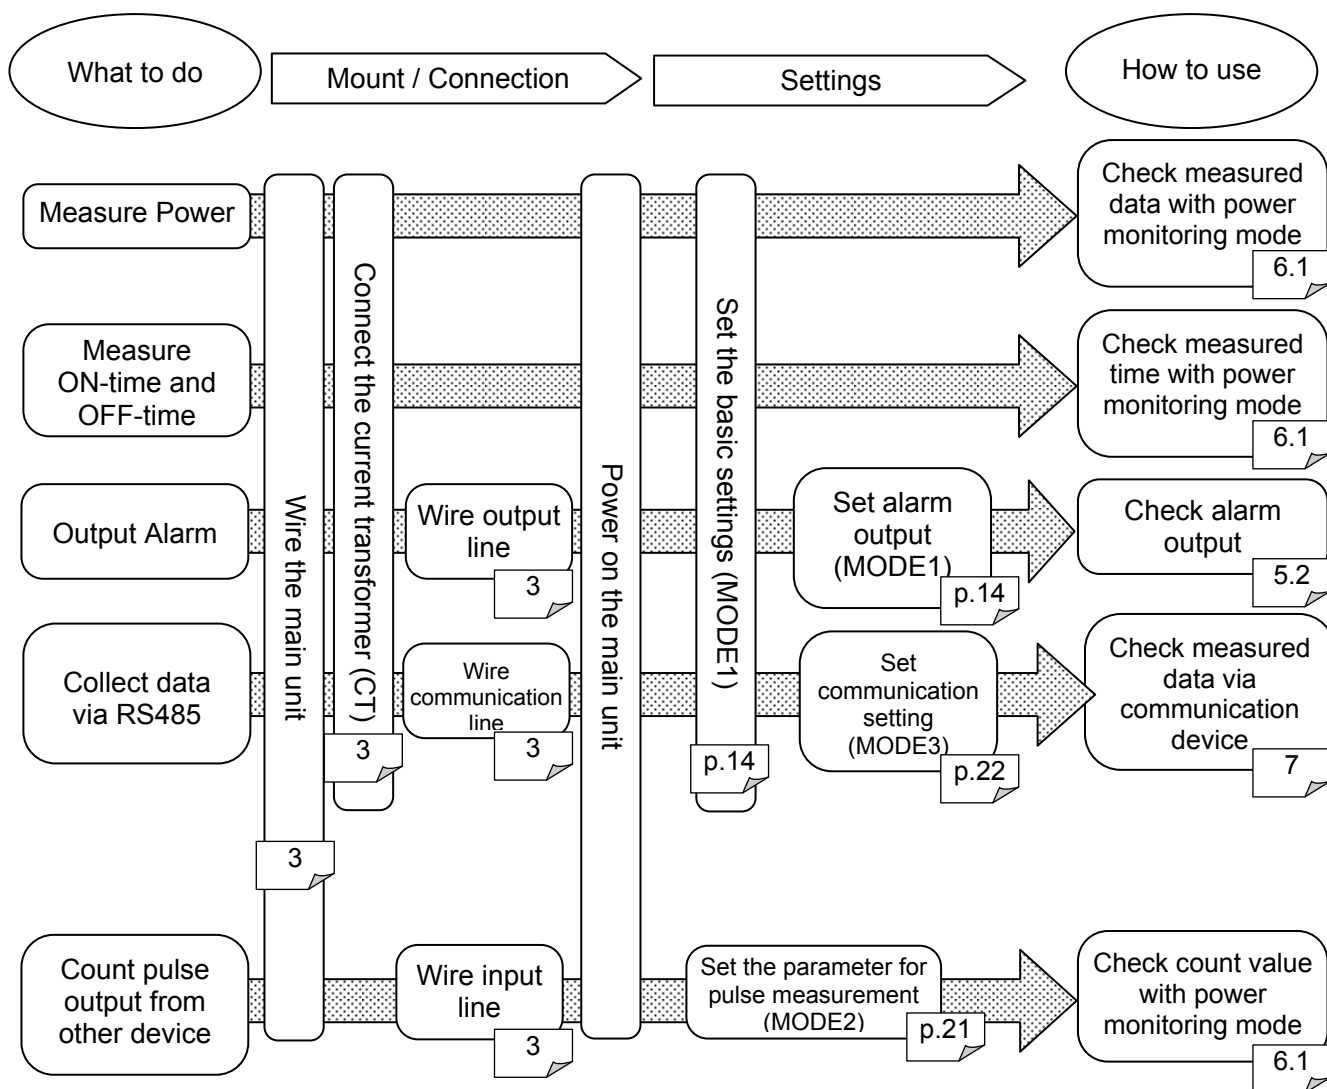 What to do
Mount / Connection
Settings
How to use
Measure Power
Check measured
data with power
monitoring mode
6.1
Measure
ON-time and
OFF-time
Check measured
time with power
monitoring mode
6.1
Output Alarm
Wire output
line
3
Set alarm
output
(MODE1)
p.14
Check alarm
output
5.2
Collect data
via RS485
Wire
communication
line
3
Set
communication
setting
(MODE3)
p.22
Check measured
data via
communication
device
7
Wire the main unit
3
Connect the current transformer (CT)
3
Power on the main unit
Set the basic settings (MODE1)
p.14
Count pulse
output from
other device
Wire input
line
3
Set the parameter for
pulse measurement
(MODE2)
p.21
Check count value
with power
monitoring mode
6.1